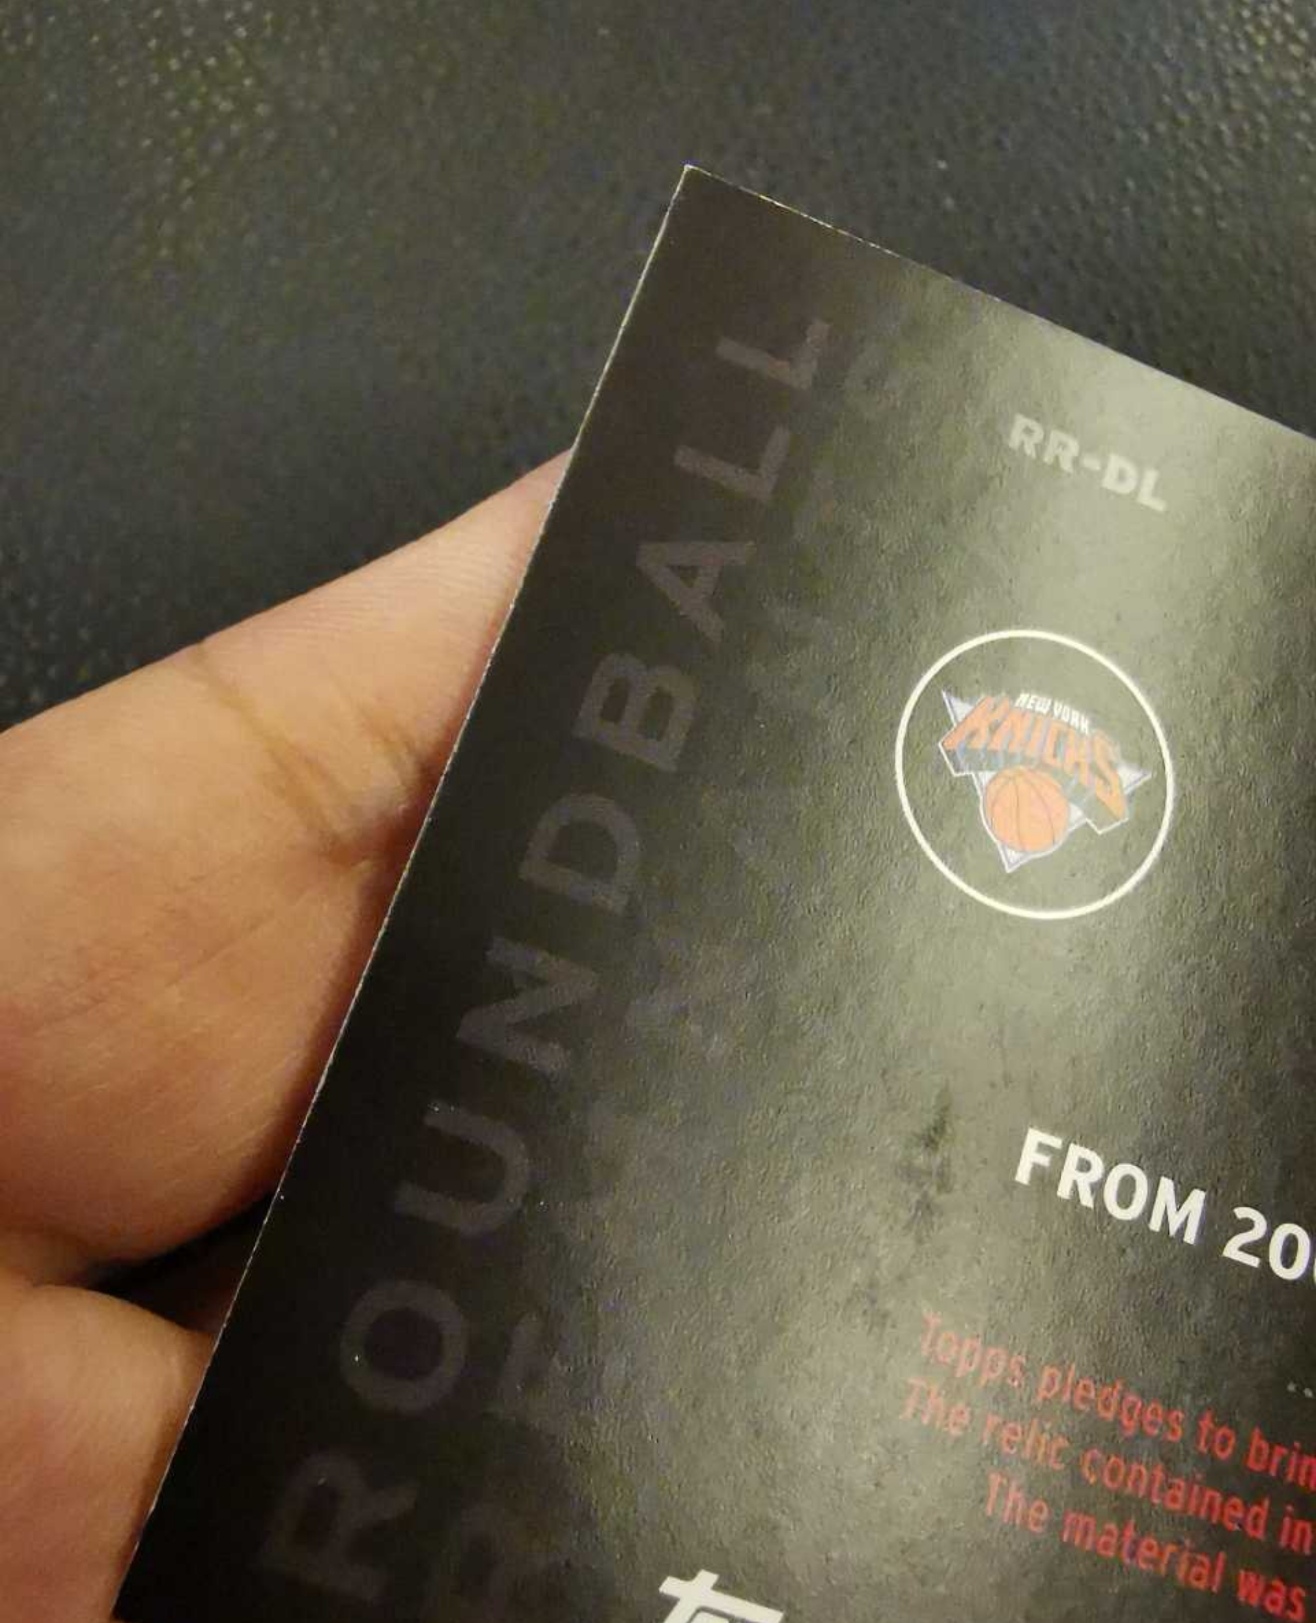 RR-DL
NEW YORK
KNICKS
FROM 20
Topps pledges to brin
The relic contained in
The material was
ROUNDBALL